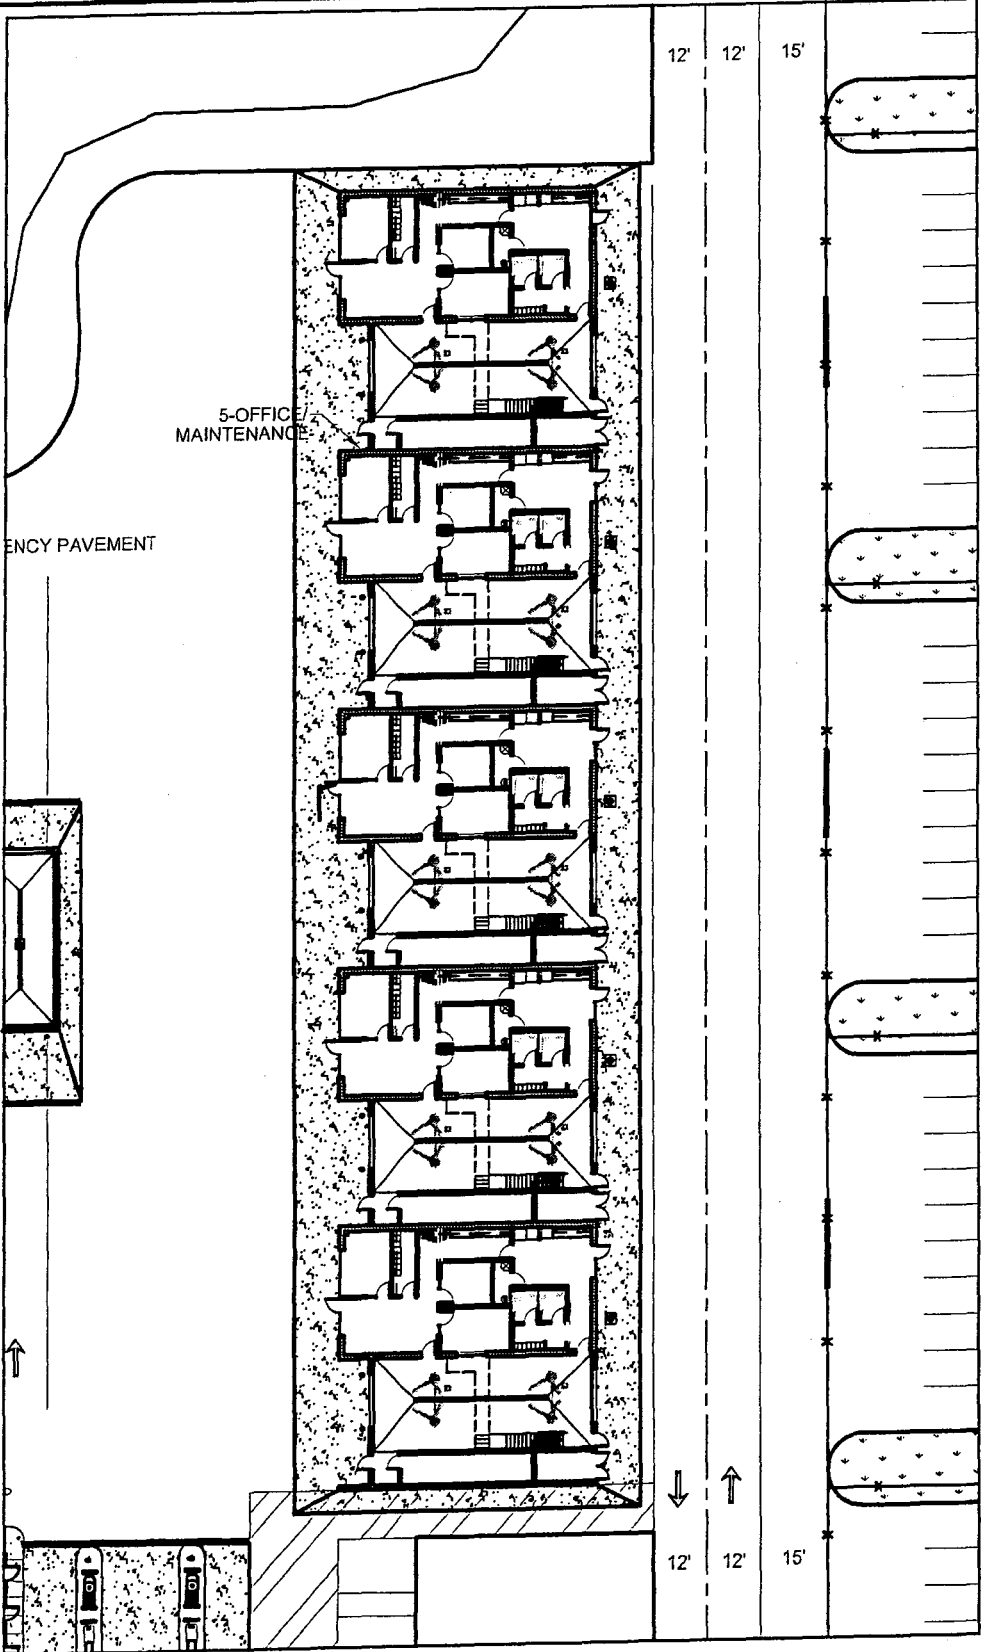 12' 12' 15'
5-OFFICE/
MAINTENANCE
ENCY PAVEMENT
12' 12' 15'